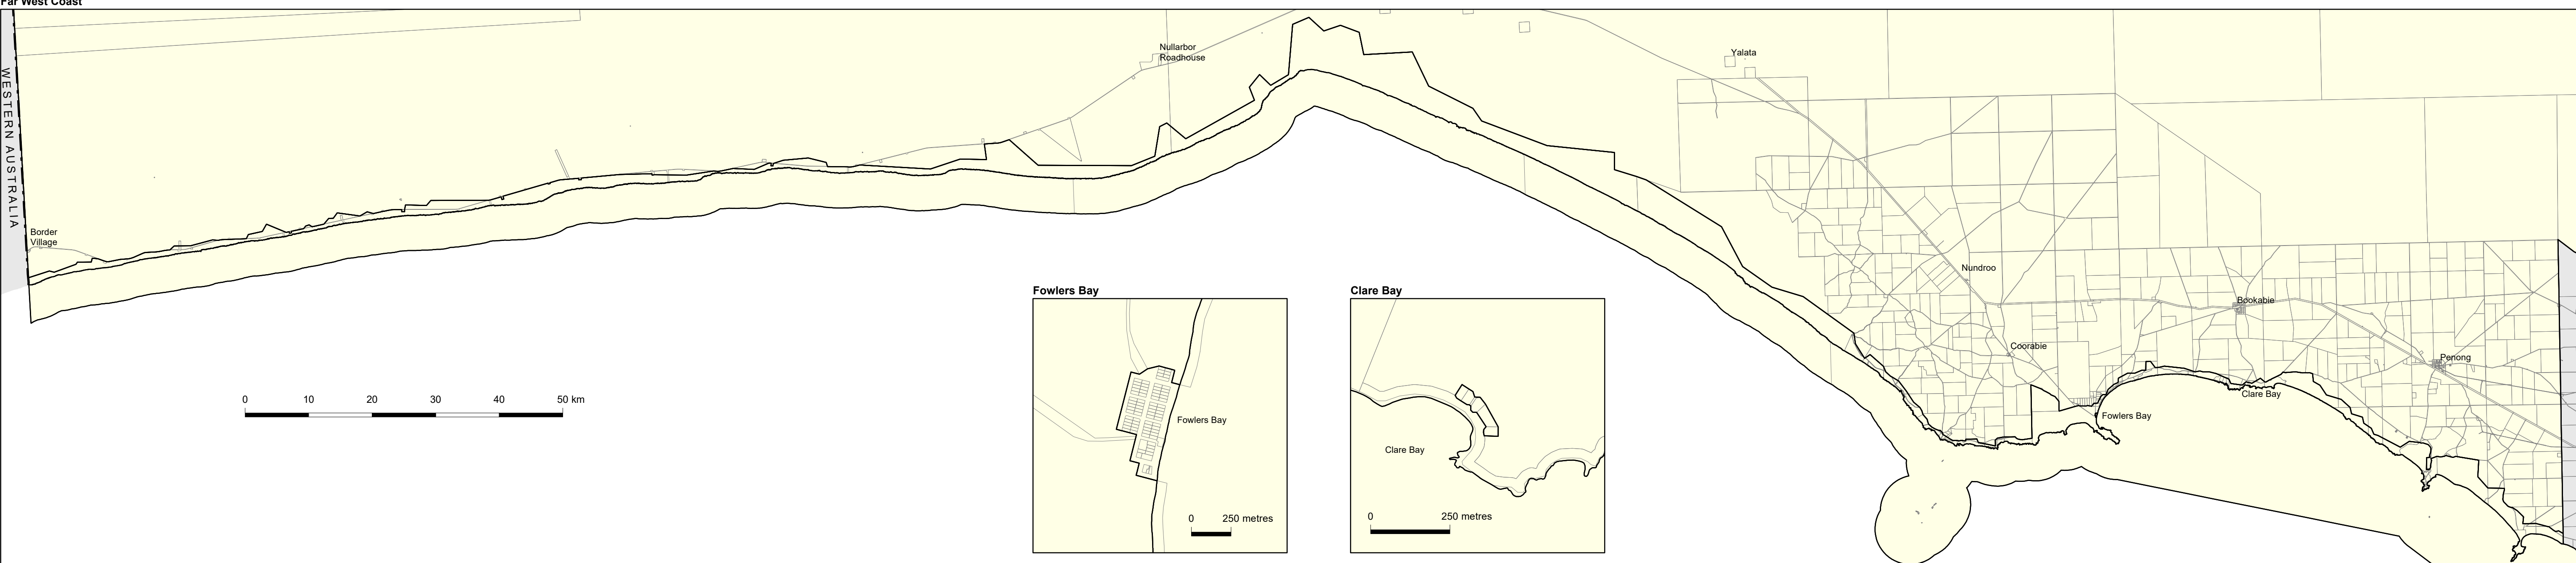 Far West Coast
WESTERN AUSTRALIA
Nullarbor
Roadhouse
Yalata
Border
Village
Nundroo
Bookabie
Coorabie
Penong
Clare Bay
Fowlers Bay
0 10 20 30 40 50 km
Fowlers Bay
Fowlers Bay
0 250 metres
Clare Bay
Clare Bay
0 250 metres